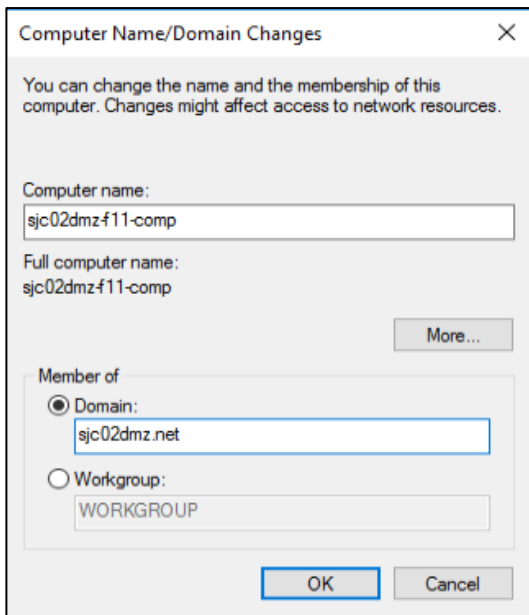 Computer Name/Domain Changes
You can change the name and the membership of this
computer. Changes might affect access to network resources.
Computer name:
sjc02dmz-f11-comp
Full computer name:
sjc02dmz-f11-comp
More...
Member of
Domain:
sjc02dmz.net
Workgroup:
WORKGROUP
OK
Cancel